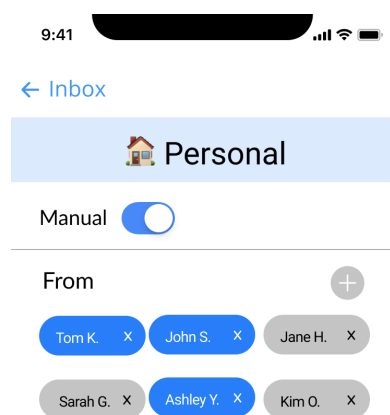 9:41
← Inbox
🏠 Personal
Manual
From
Tom K. x John S. x Jane H. x
Sarah G. x Ashley Y. x Kim O. x